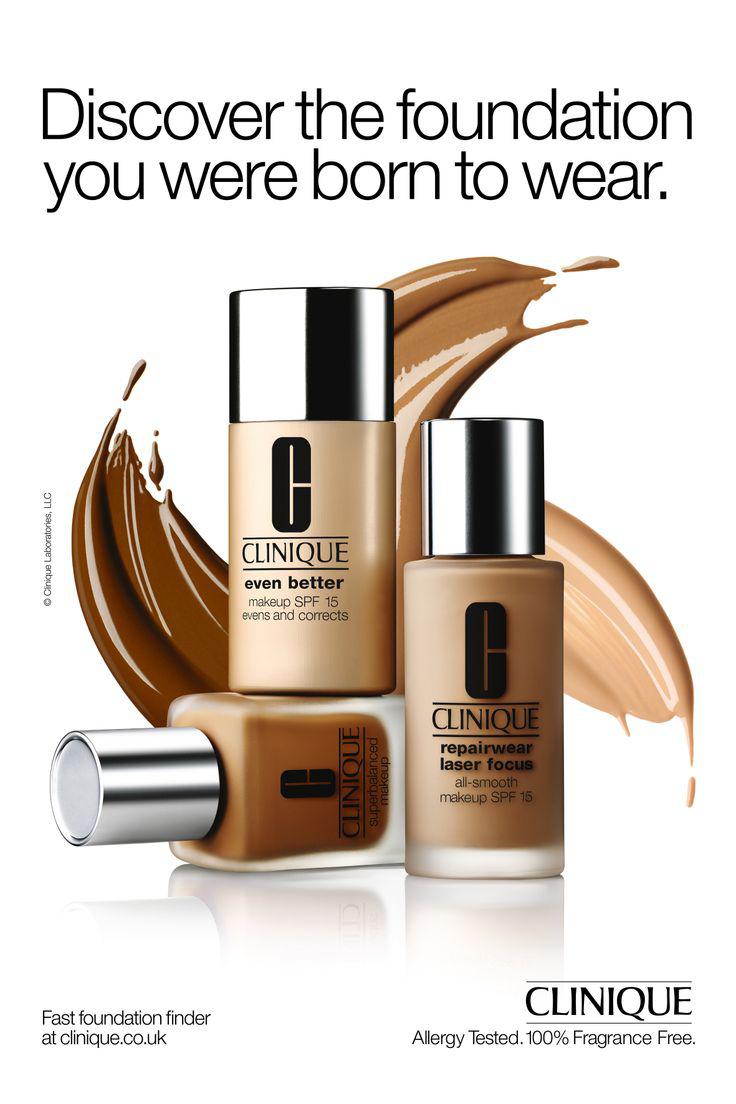 Discover the foundation
you were born to wear.
© Clinique Laboratories, LLC
C
CLINIQUE
even better
makeup SPF 15
evens and corrects
C
CLINIQUE
repairwear
laser focus
all-smooth
makeup SPF 15
C
CLINIQUE
superbalanced
makeup
Fast foundation finder
at clinique.co.uk
CLINIQUE
Allergy Tested. 100% Fragrance Free.